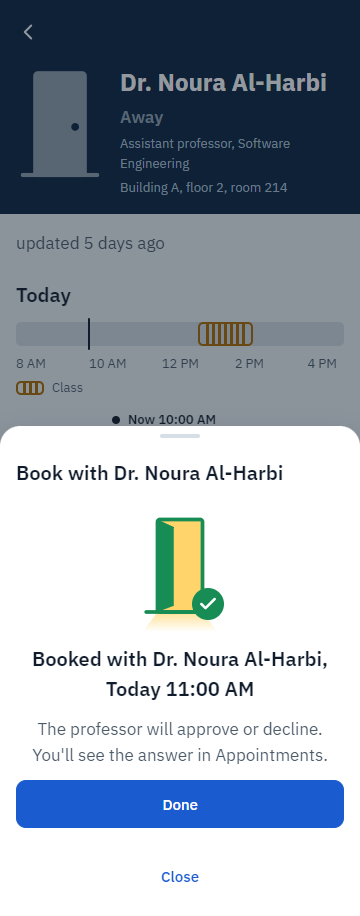 Dr. Noura Al-Harbi
Away
Assistant professor, Software
Engineering
Building A, floor 2, room 214
updated 5 days ago
Today
8 AM 10 AM 12 PM 2 PM 4 PM
Class
Now 10:00 AM
Book with Dr. Noura Al-Harbi
Booked with Dr. Noura Al-Harbi,
Today 11:00 AM
The professor will approve or decline.
You'll see the answer in Appointments.
Done
Close